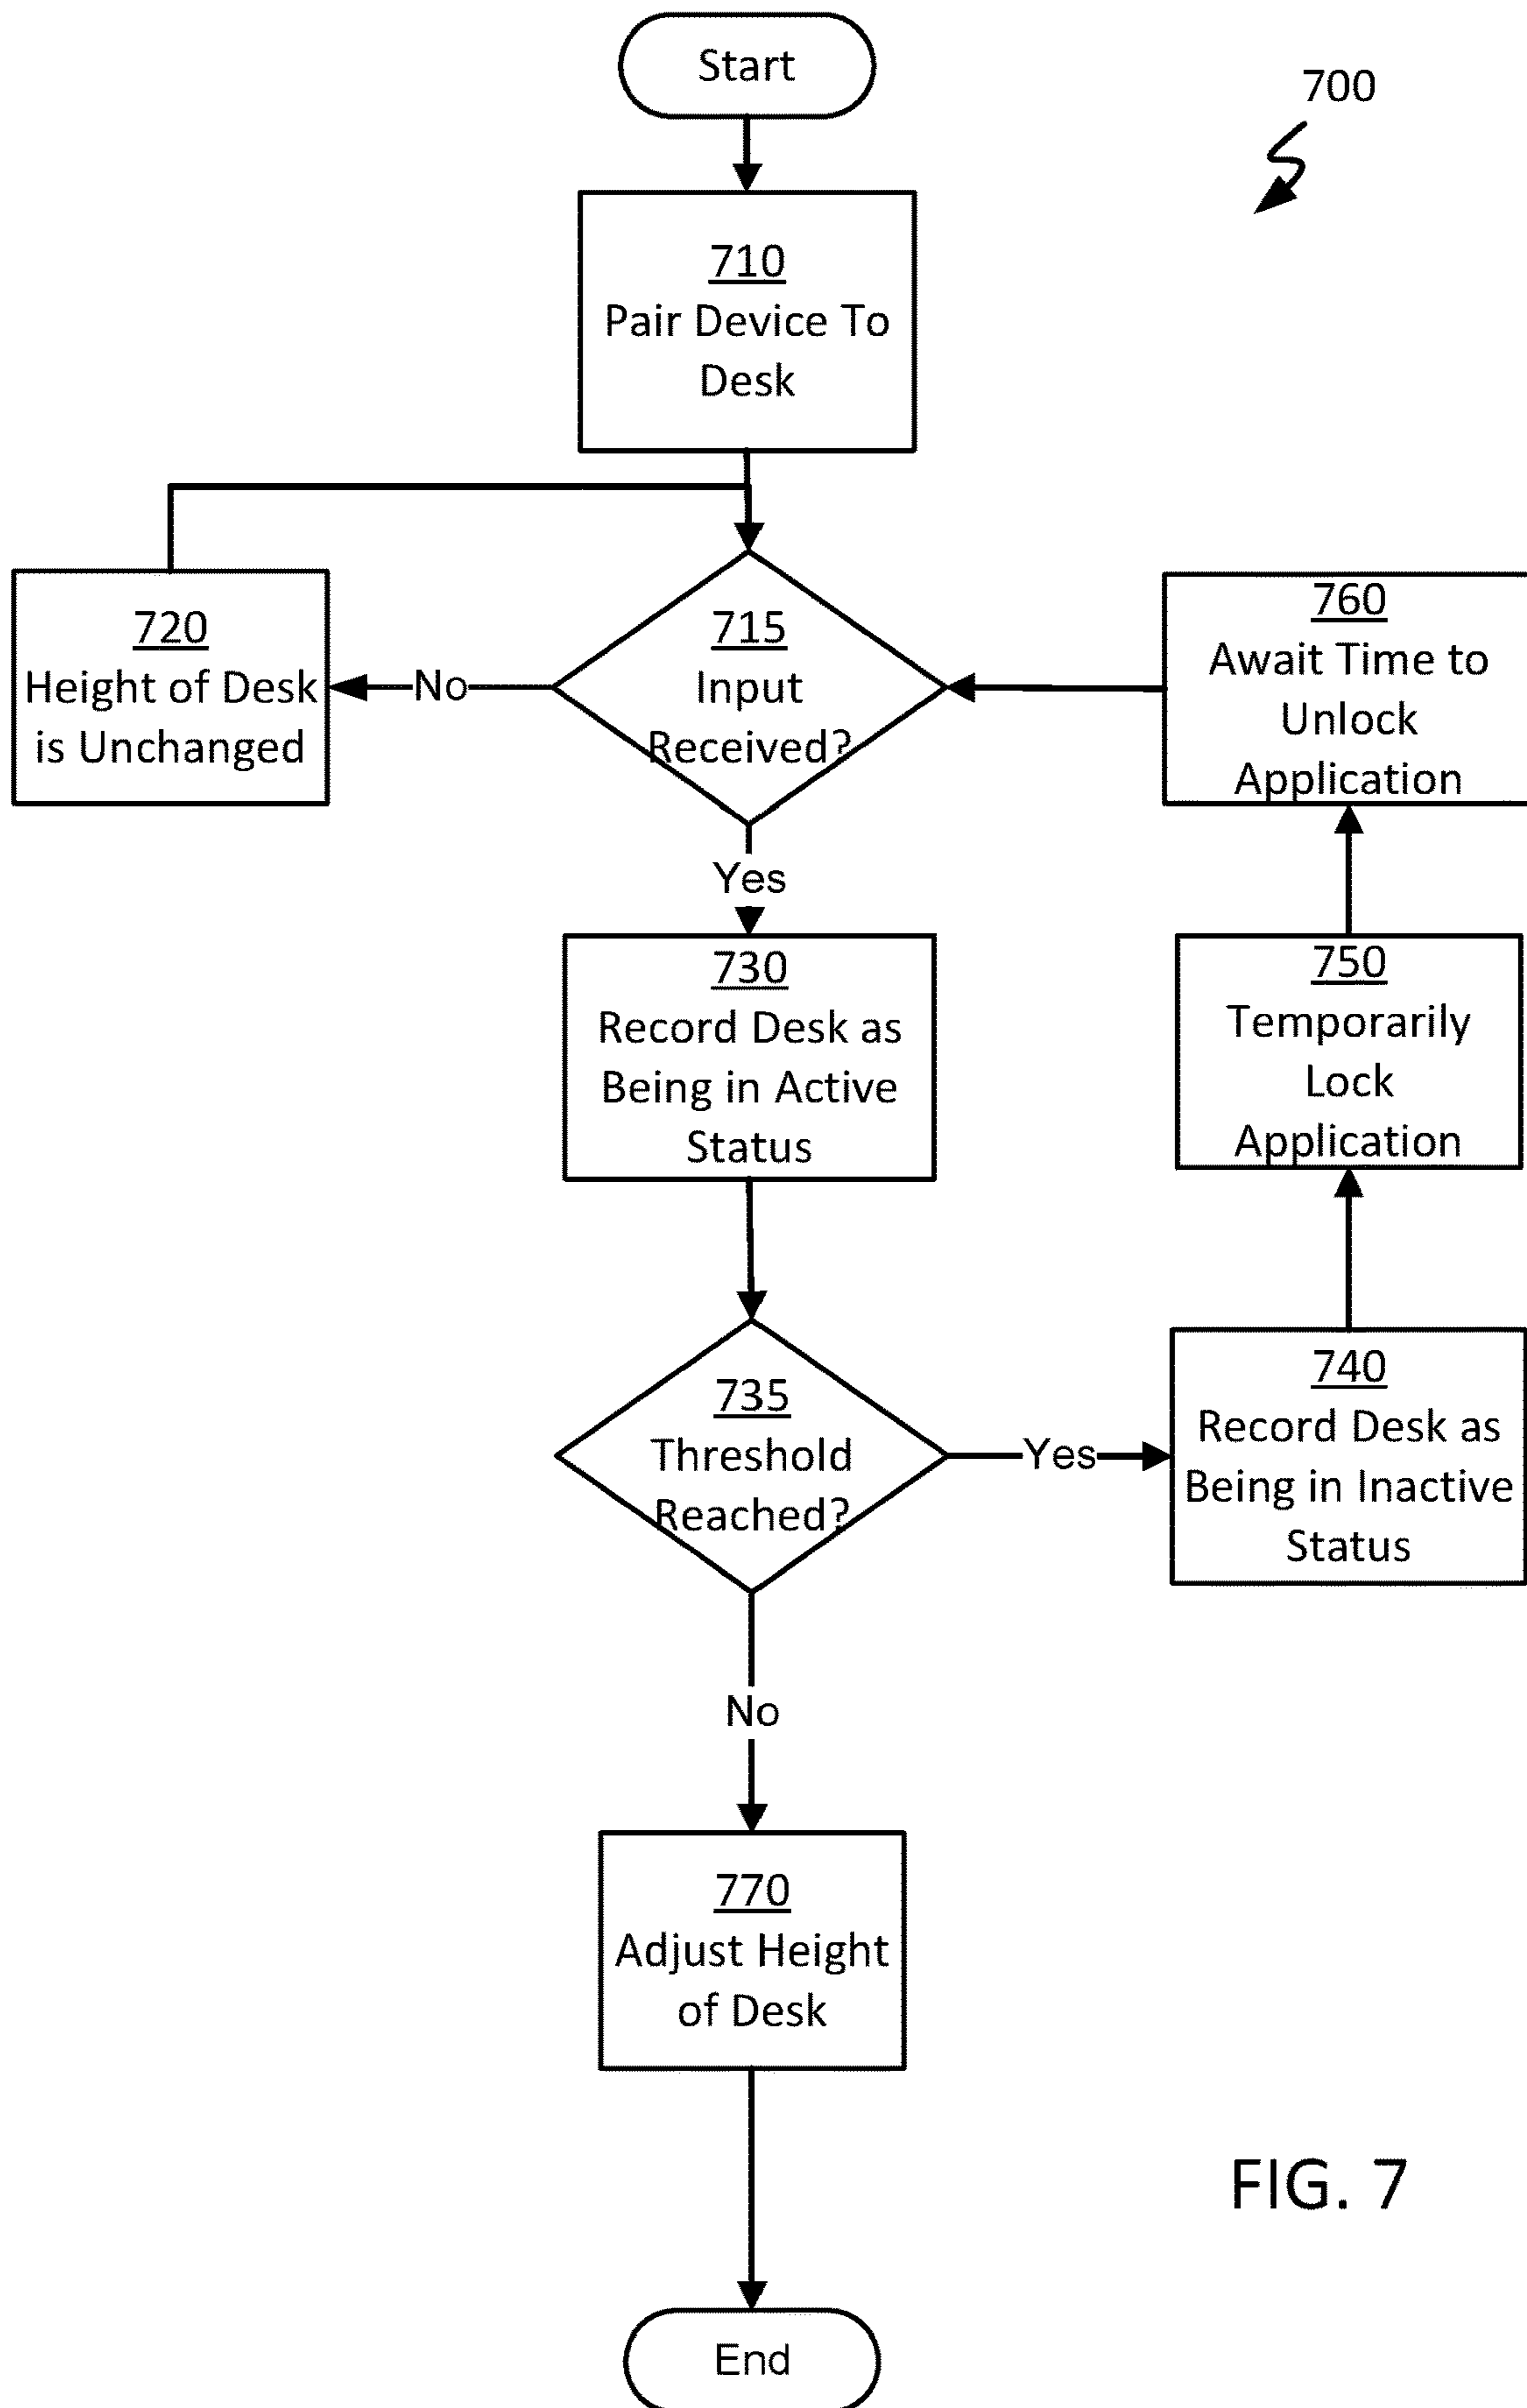 Start
700
710
Pair Device To
Desk
720
Height of Desk
is Unchanged
No
715
Input
Received?
760
Await Time to
Unlock
Application
Yes
730
Record Desk as
Being in Active
Status
750
Temporarily
Lock
Application
735
Threshold
Reached?
Yes
740
Record Desk as
Being in Inactive
Status
No
770
Adjust Height
of Desk
FIG. 7
End